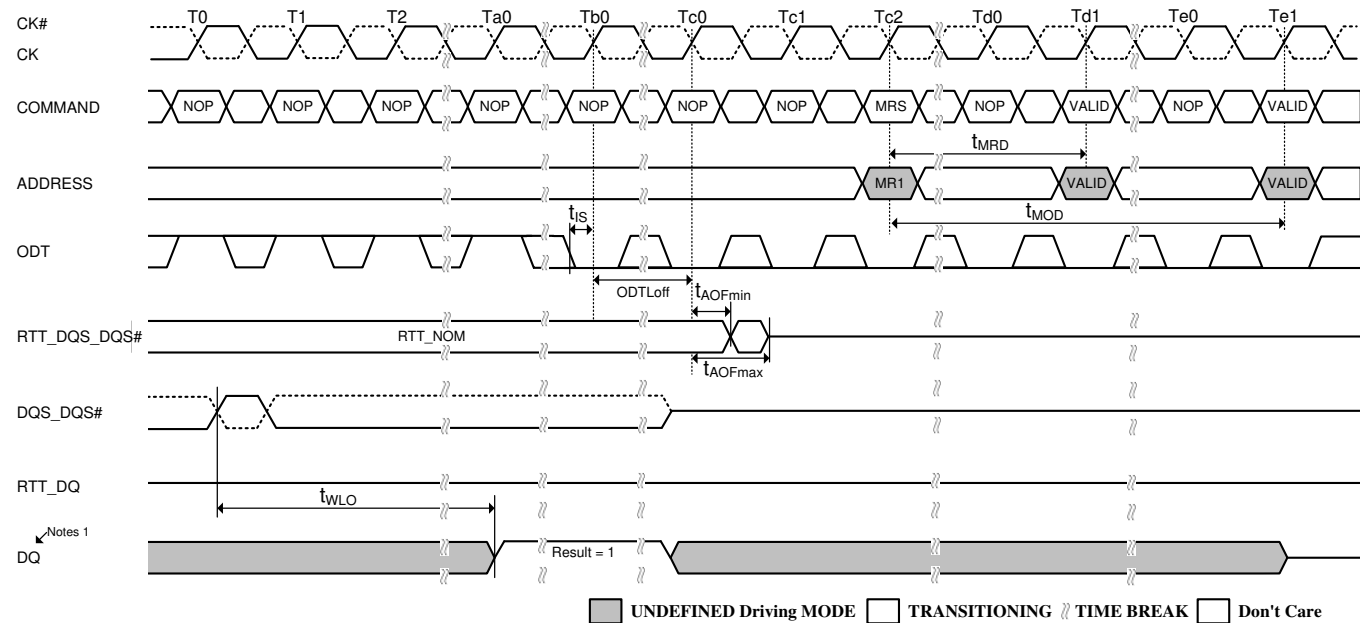 T0 T1 T2 Ta0 Tb0 Tc0 Tc1 Tc2 Td0 Td1 Te0 Te1
CK#
CK
COMMAND NOP NOP NOP NOP NOP NOP NOP MRS NOP VALID NOP VALID
tMRD
ADDRESS MR1 VALID VALID
tIS tMOD
ODT
ODTLoff tAOFmin
RTT_DQS_DQS# RTT_NOM
tAOFmax
DQS_DQS#
RTT_DQ
tWLO
Notes 1
DQ Result = 1
UNDEFINED Driving MODE TRANSITIONING TIME BREAK Don't Care